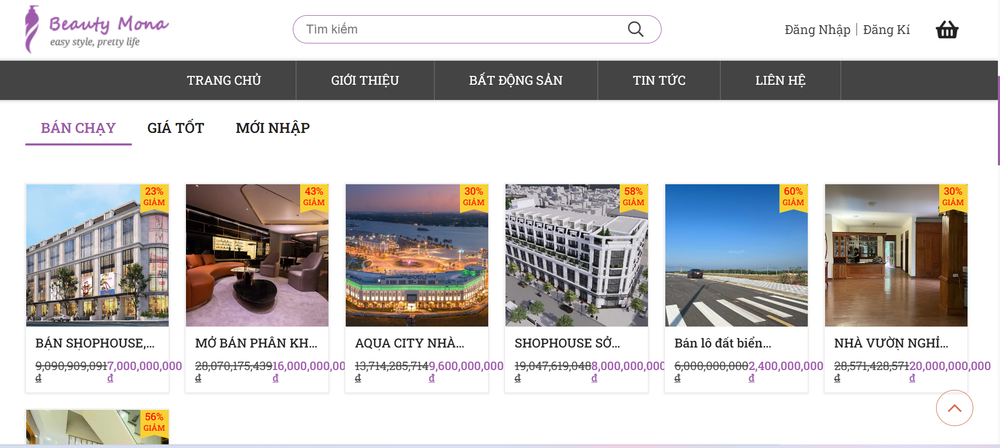 Beauty Mona
easy style, pretty life
Tìm kiếm
Đăng Nhập
Đăng Kí
TRANG CHỦ
GIỚI THIỆU
BẤT ĐỘNG SẢN
TIN TỨC
LIÊN HỆ
BÁN CHẠY
GIÁ TỐT
MỚI NHẬP
23%
GIẢM
BÁN SHOPHOUSE,...
9,090,909,091 7,000,000,000
₫ ₫
43%
GIẢM
MỞ BÁN PHÂN KH...
28,070,175,439 16,000,000,00
₫ ₫
30%
GIẢM
AQUA CITY NHÀ...
13,714,285,714 9,600,000,000
₫ ₫
58%
GIẢM
SHOPHOUSE SỞ...
19,047,619,048 8,000,000,000
₫ ₫
60%
GIẢM
Bán lô đất biển...
6,000,000,000 2,400,000,000
₫ ₫
30%
GIẢM
NHÀ VƯỜN NGHỈ...
28,571,428,571 20,000,000,000
₫ ₫
56%
GIẢM